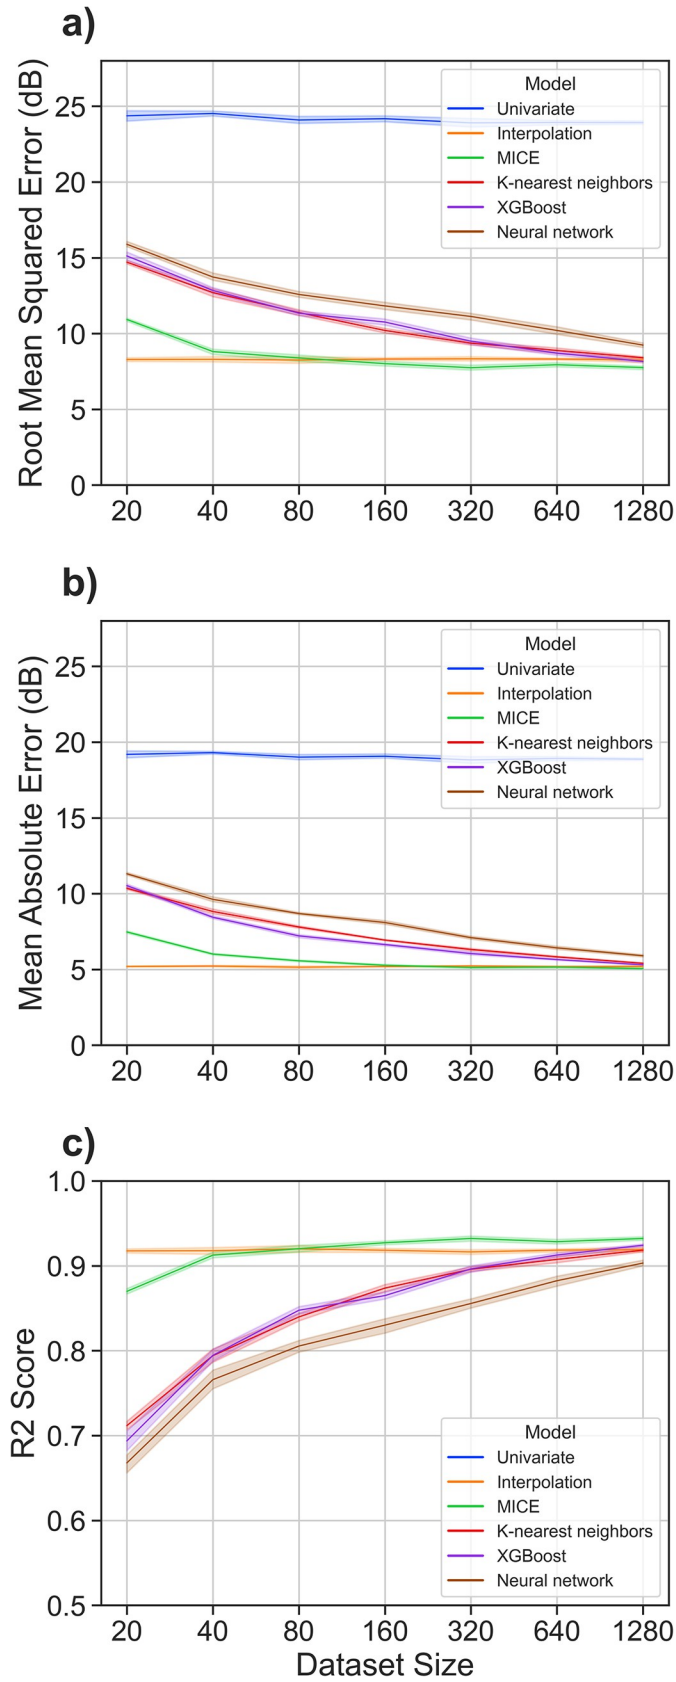 a)
Root Mean Squared Error (dB)
25
20
15
10
5
0
20 40 80 160 320 640 1280
Model
Univariate
Interpolation
MICE
K-nearest neighbors
XGBoost
Neural network
b)
Mean Absolute Error (dB)
25
20
15
10
5
0
20 40 80 160 320 640 1280
Model
Univariate
Interpolation
MICE
K-nearest neighbors
XGBoost
Neural network
c)
R2 Score
1.0
0.9
0.8
0.7
0.6
0.5
Model
Univariate
Interpolation
MICE
K-nearest neighbors
XGBoost
Neural network
20 40 80 160 320 640 1280
Dataset Size